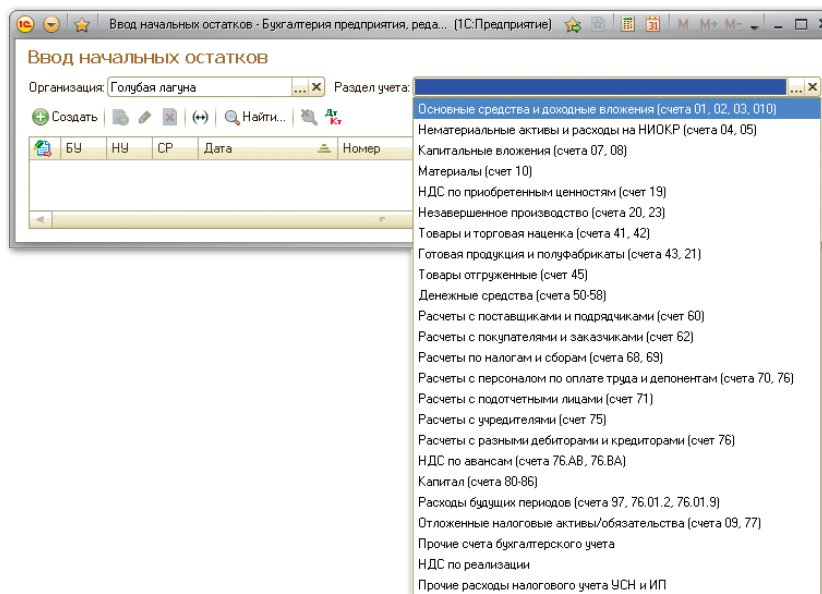 Ввод начальных остатков - Бухгалтерия предприятия, реда... (1С:Предприятие) 31 M M+ M-
Ввод начальных остатков
Организация: Голубая лагуна ... Раздел учета: ...
Создать Найти... Дт Кт
БУ НУ СР Дата Номер
Основные средства и доходные вложения (счета 01, 02, 03, 010)
Нематериальные активы и расходы на НИОКР (счета 04, 05)
Капитальные вложения (счета 07, 08)
Материалы (счет 10)
НДС по приобретенным ценностям (счет 19)
Незавершенное производство (счета 20, 23)
Товары и торговая наценка (счета 41, 42)
Готовая продукция и полуфабрикаты (счета 43, 21)
Товары отгруженные (счет 45)
Денежные средства (счета 50-58)
Расчеты с поставщиками и подрядчиками (счет 60)
Расчеты с покупателями и заказчиками (счет 62)
Расчеты по налогам и сборам (счета 68, 69)
Расчеты с персоналом по оплате труда и депонентам (счета 70, 76)
Расчеты с подотчетными лицами (счет 71)
Расчеты с учредителями (счет 75)
Расчеты с разными дебиторами и кредиторами (счет 76)
НДС по авансам (счета 76.АВ, 76.ВА)
Капитал (счета 80-86)
Расходы будущих периодов (счета 97, 76.01.2, 76.01.9)
Отложенные налоговые активы/обязательства (счета 09, 77)
Прочие счета бухгалтерского учета
НДС по реализации
Прочие расходы налогового учета УСН и ИП